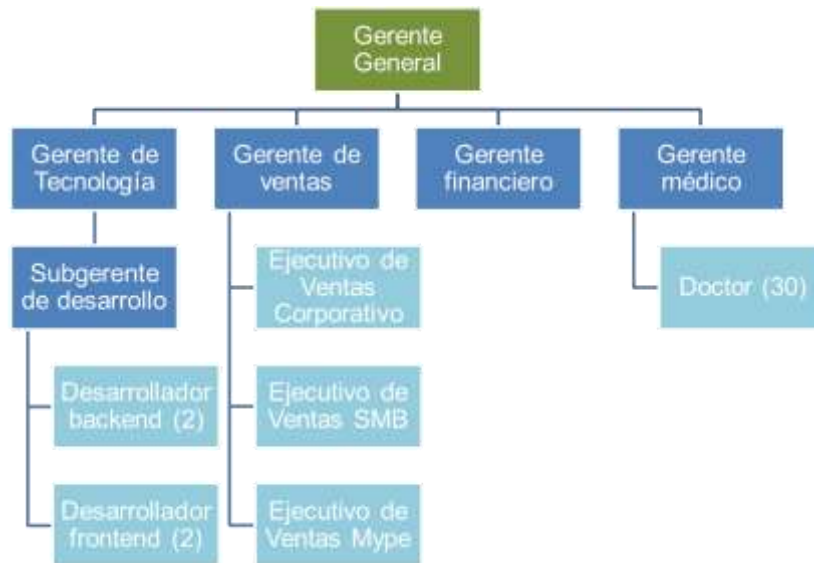 Gerente
General
Gerente de
Tecnología
Gerente de
ventas
Gerente
financiero
Gerente
médico
Subgerente
de desarrollo
Ejecutivo de
Ventas
Corporativo
Doctor (30)
Desarrollador
backend (2)
Ejecutivo de
Ventas SMB
Desarrollador
frontend (2)
Ejecutivo de
Ventas Mype